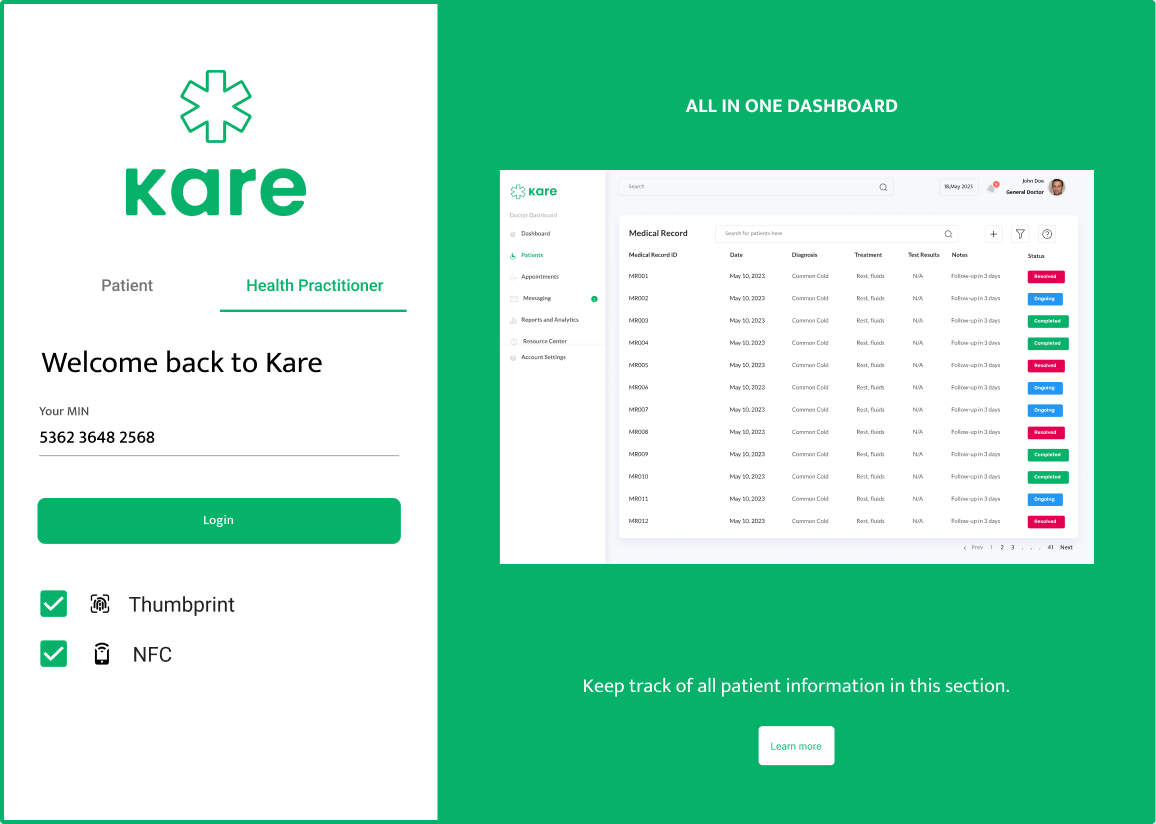 kare
Patient Health Practitioner
Welcome back to Kare
Your MIN
5362 3648 2568
Login
Thumbprint
NFC
ALL IN ONE DASHBOARD
kare
Doctor Dashboard
Dashboard
Patients
Appointments
Messaging
Reports and Analytics
Resource Center
Account Settings
Search
18,May 2023
John Doe
General Doctor
Medical Record
Search for patients here
Medical Record ID Date Diagnosis Treatment Test Results Notes Status
MR001 May 10, 2023 Common Cold Rest, fluids N/A Follow-up in 3 days Resolved
MR002 May 10, 2023 Common Cold Rest, fluids N/A Follow-up in 3 days Ongoing
MR003 May 10, 2023 Common Cold Rest, fluids N/A Follow-up in 3 days Completed
MR004 May 10, 2023 Common Cold Rest, fluids N/A Follow-up in 3 days Completed
MR005 May 10, 2023 Common Cold Rest, fluids N/A Follow-up in 3 days Resolved
MR006 May 10, 2023 Common Cold Rest, fluids N/A Follow-up in 3 days Ongoing
MR007 May 10, 2023 Common Cold Rest, fluids N/A Follow-up in 3 days Ongoing
MR008 May 10, 2023 Common Cold Rest, fluids N/A Follow-up in 3 days Resolved
MR009 May 10, 2023 Common Cold Rest, fluids N/A Follow-up in 3 days Completed
MR010 May 10, 2023 Common Cold Rest, fluids N/A Follow-up in 3 days Completed
MR011 May 10, 2023 Common Cold Rest, fluids N/A Follow-up in 3 days Ongoing
MR012 May 10, 2023 Common Cold Rest, fluids N/A Follow-up in 3 days Resolved
‹ Prev 1 2 3 . . . 41 Next
Keep track of all patient information in this section.
Learn more